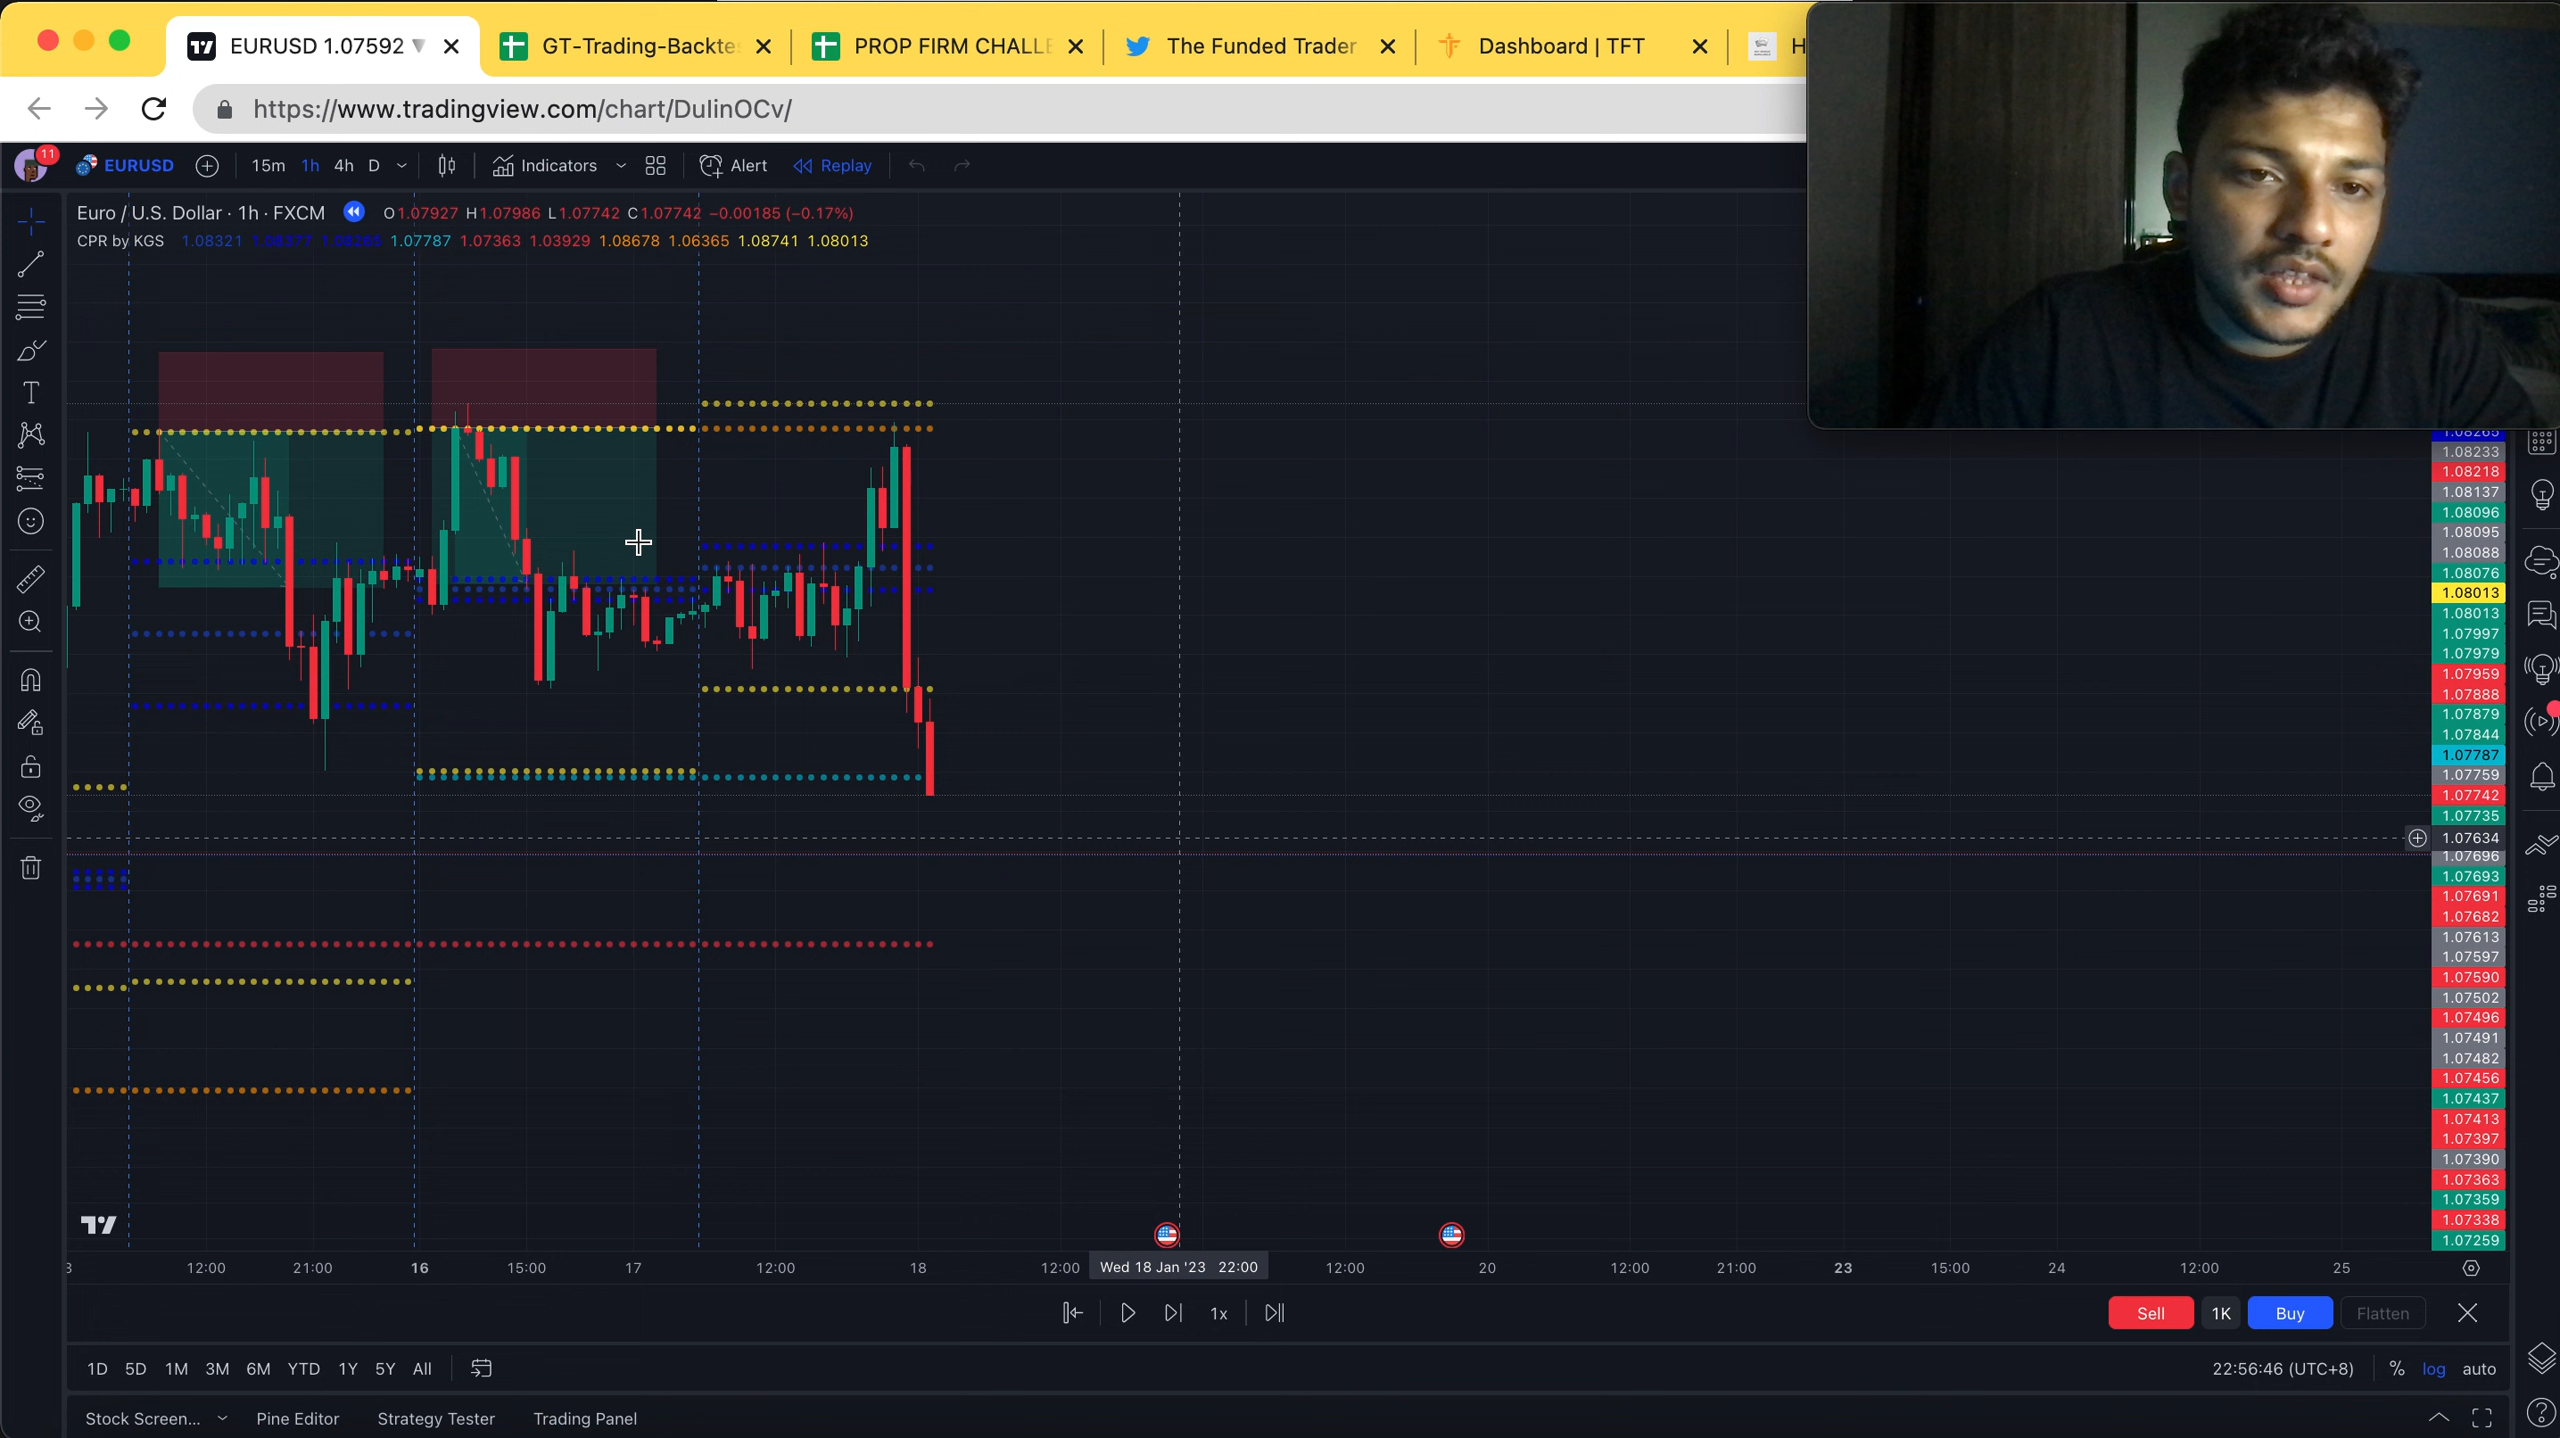 EURUSD 1.07592
GT-Trading-Backte
PROP FIRM CHALLE
The Funded Trader
Dashboard | TFT
H
https://www.tradingview.com/chart/DulinOCv/
11
EURUSD
15m 1h 4h D
Indicators
Alert
Replay
Euro / U.S. Dollar · 1h · FXCM O1.07927 H1.07986 L1.07742 C1.07742 −0.00185 (−0.17%)
CPR by KGS 1.08321 1.08377 1.08265 1.07787 1.07363 1.03929 1.08678 1.06365 1.08741 1.08013
1.08265
1.08233
1.08218
1.08137
1.08096
1.08095
1.08088
1.08076
1.08013
1.08013
1.07997
1.07979
1.07959
1.07888
1.07879
1.07844
1.07787
1.07759
1.07742
1.07735
1.07634
1.07696
1.07693
1.07691
1.07682
1.07613
1.07597
1.07590
1.07502
1.07496
1.07491
1.07482
1.07456
1.07437
1.07413
1.07397
1.07390
1.07363
1.07359
1.07338
1.07259
12:00 21:00 16 15:00 17 12:00 18 12:00 Wed 18 Jan '23 22:00 12:00 20 12:00 21:00 23 15:00 24 12:00 25
1x
Sell 1K Buy Flatten
1D 5D 1M 3M 6M YTD 1Y 5Y All
22:56:46 (UTC+8) % log auto
Stock Screen... Pine Editor Strategy Tester Trading Panel